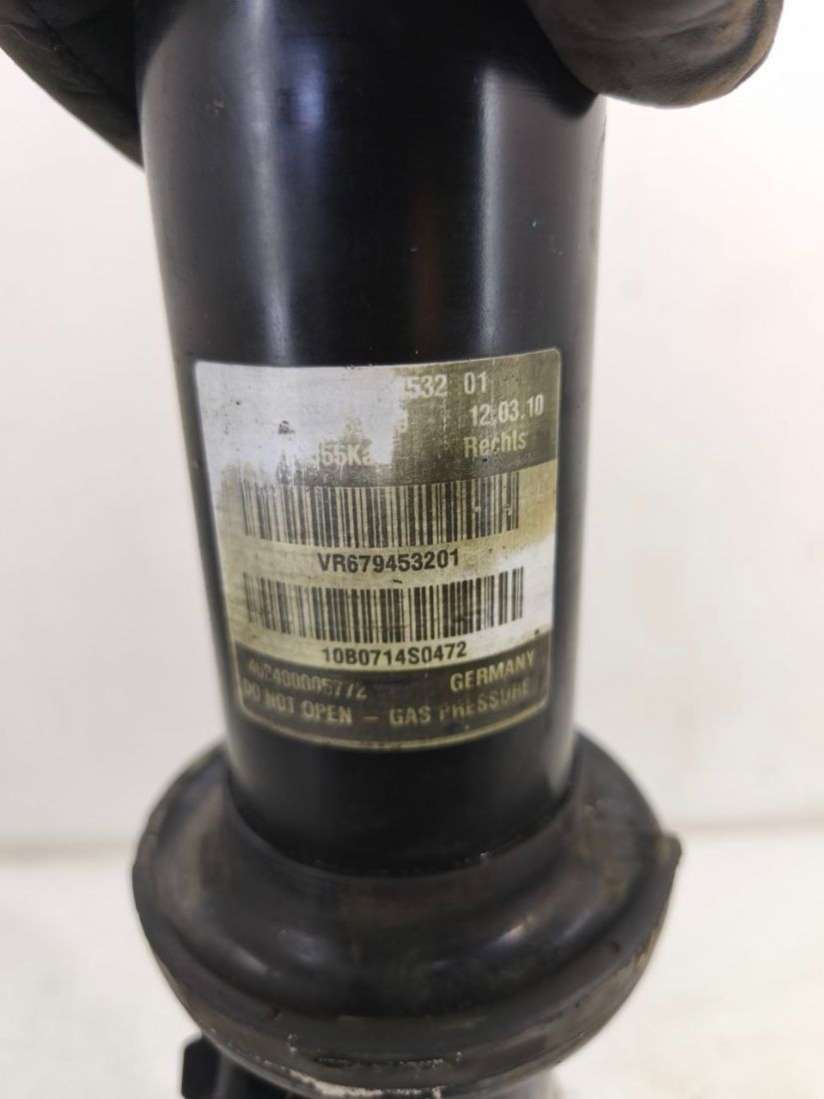 532 01
12.03.10
Rechts
VR679453201
10B0714S0472
GERMANY
DO NOT OPEN - GAS PRESSURE